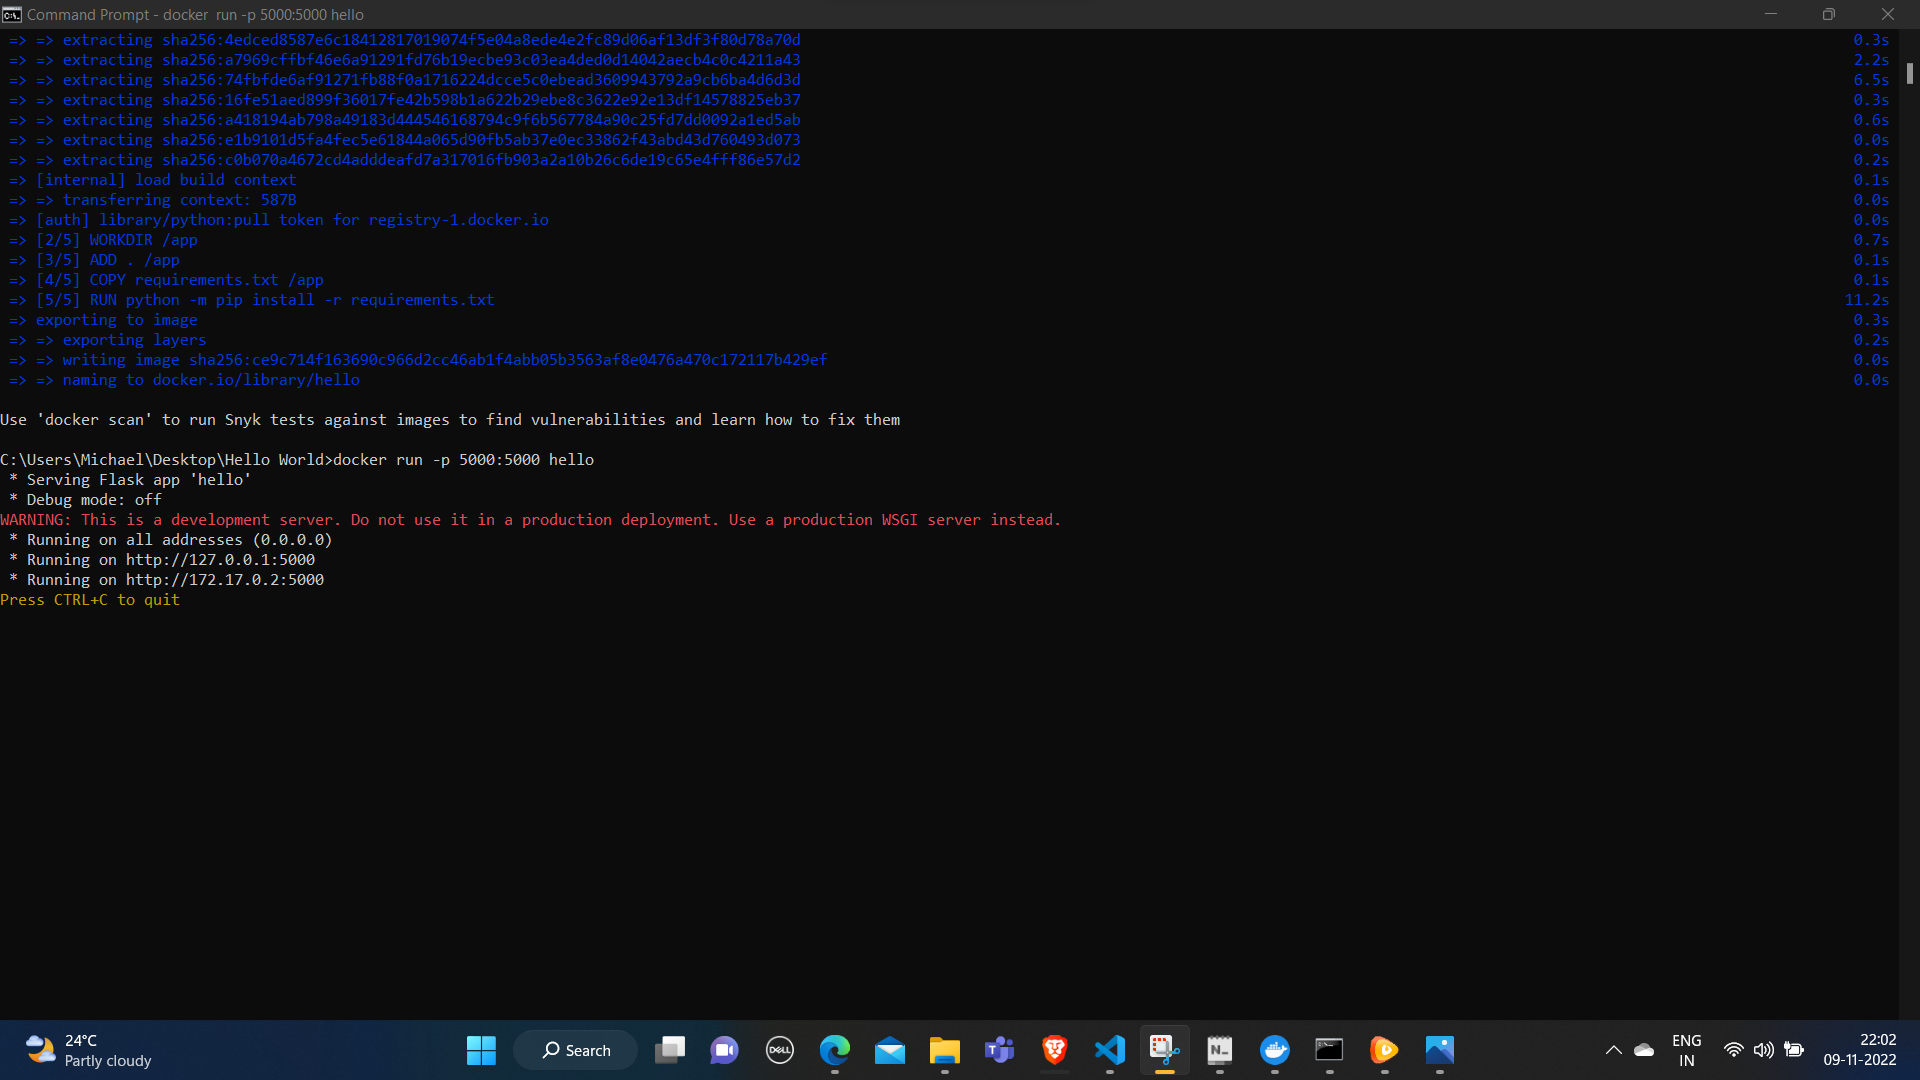 Command Prompt - docker  run -p 5000:5000 hello
=> => extracting sha256:4edced8587e6c18412817019074f5e04a8ede4e2fc89d06af13df3f80d78a70d 0.3s
=> => extracting sha256:a7969cffbf46e6a91291fd76b19ecbe93c03ea4ded0d14042aecb4c0c4211a43 2.2s
=> => extracting sha256:74fbfde6af91271fb88f0a1716224dcce5c0ebead3609943792a9cb6ba4d6d3d 6.5s
=> => extracting sha256:16fe51aed899f36017fe42b598b1a622b29ebe8c3622e92e13df14578825eb37 0.3s
=> => extracting sha256:a418194ab798a49183d444546168794c9f6b567784a90c25fd7dd0092a1ed5ab 0.6s
=> => extracting sha256:e1b9101d5fa4fec5e61844a065d90fb5ab37e0ec33862f43abd43d760493d073 0.0s
=> => extracting sha256:c0b070a4672cd4adddeafd7a317016fb903a2a10b26c6de19c65e4fff86e57d2 0.2s
=> [internal] load build context 0.1s
=> => transferring context: 587B 0.0s
=> [auth] library/python:pull token for registry-1.docker.io 0.0s
=> [2/5] WORKDIR /app 0.7s
=> [3/5] ADD . /app 0.1s
=> [4/5] COPY requirements.txt /app 0.1s
=> [5/5] RUN python -m pip install -r requirements.txt 11.2s
=> exporting to image 0.3s
=> => exporting layers 0.2s
=> => writing image sha256:ce9c714f163690c966d2cc46ab1f4abb05b3563af8e0476a470c172117b429ef 0.0s
=> => naming to docker.io/library/hello 0.0s
Use 'docker scan' to run Snyk tests against images to find vulnerabilities and learn how to fix them
C:\Users\Michael\Desktop\Hello World>docker run -p 5000:5000 hello
* Serving Flask app 'hello'
* Debug mode: off
WARNING: This is a development server. Do not use it in a production deployment. Use a production WSGI server instead.
* Running on all addresses (0.0.0.0)
* Running on http://127.0.0.1:5000
* Running on http://172.17.0.2:5000
Press CTRL+C to quit
24°C
Partly cloudy
Search
DELL
ENG
IN
22:02
09-11-2022